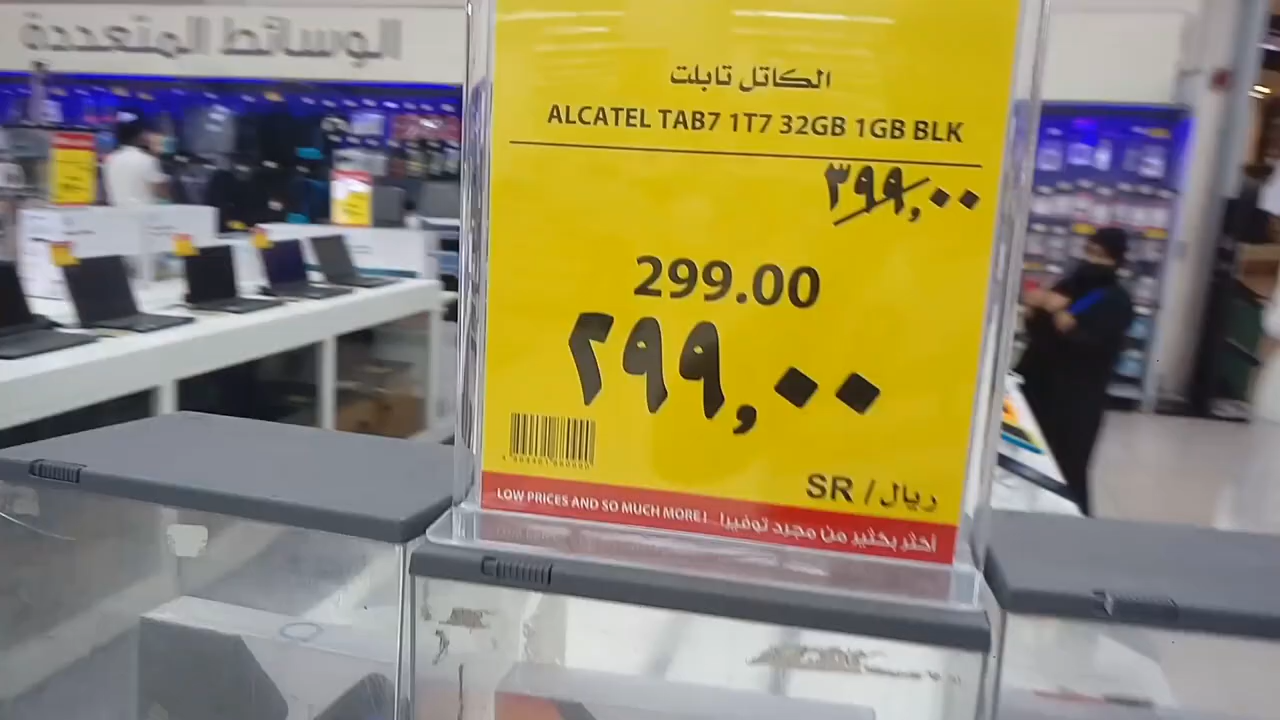 الوسائط المتعددة
الكاتل تابلت
ALCATEL TAB7 1T7 32GB 1GB BLK
٣٩٩,٠٠
299.00
٢٩٩,٠٠
SR / ريال
LOW PRICES AND SO MUCH MORE! أكثر بكثير من مجرد توفير!